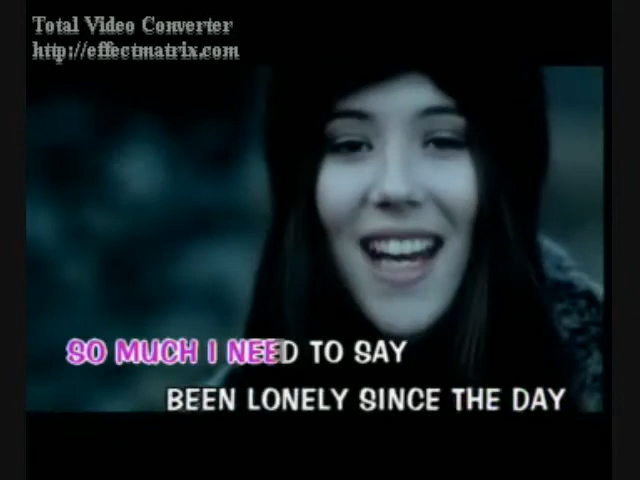 Total Video Converter
http://effectmatrix.com
SO MUCH I NEED TO SAY
BEEN LONELY SINCE THE DAY